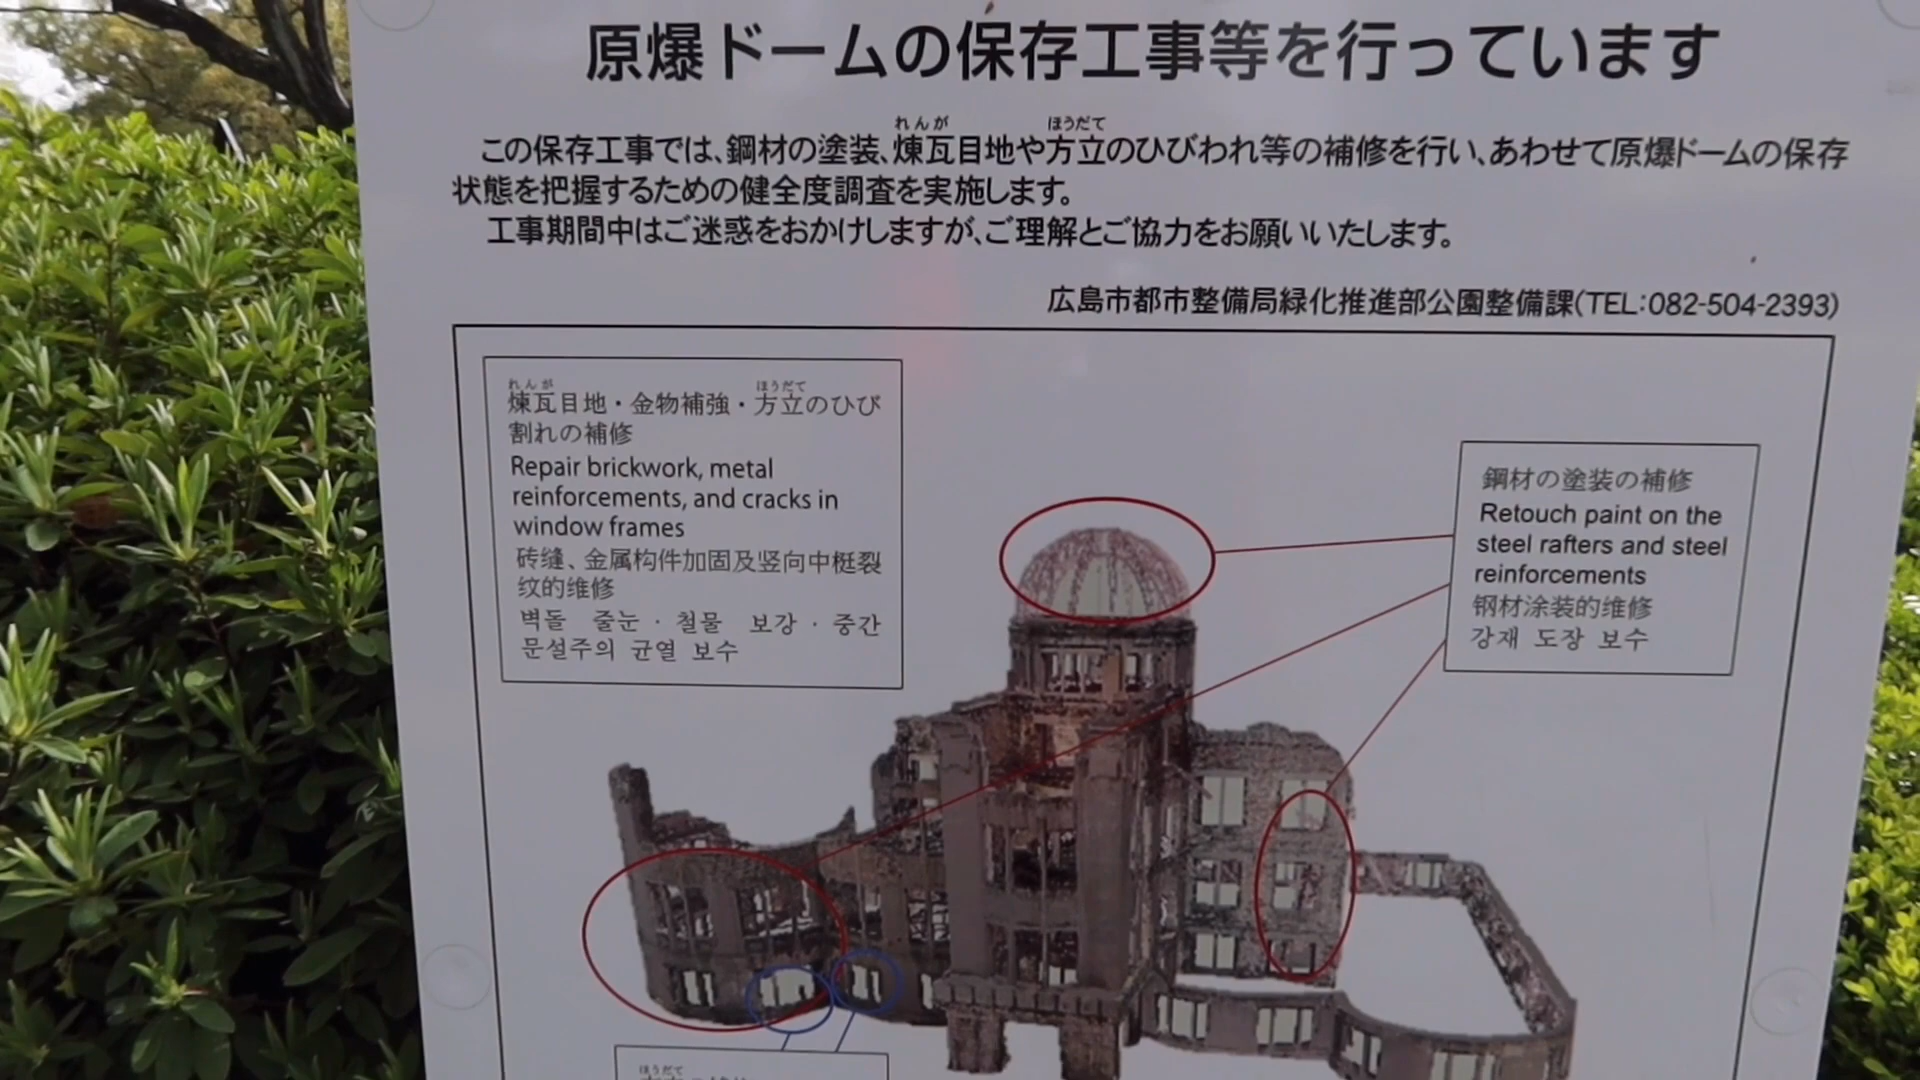 原爆ドームの保存工事等を行っています
れんが ほうだて
この保存工事では、鋼材の塗装、煉瓦目地や方立のひびわれ等の補修を行い、あわせて原爆ドームの保存
状態を把握するための健全度調査を実施します。
工事期間中はご迷惑をおかけしますが、ご理解とご協力をお願いいたします。
広島市都市整備局緑化推進部公園整備課(TEL:082-504-2393)
れんが ほうだて
煉瓦目地・金物補強・方立のひび
割れの補修
Repair brickwork, metal
reinforcements, and cracks in
window frames
砖缝、金属构件加固及竖向中梃裂
纹的维修
벽돌 줄눈 · 철물 보강 · 중간
문설주의 균열 보수
鋼材の塗装の補修
Retouch paint on the
steel rafters and steel
reinforcements
钢材涂装的维修
강재 도장 보수
ほうだて